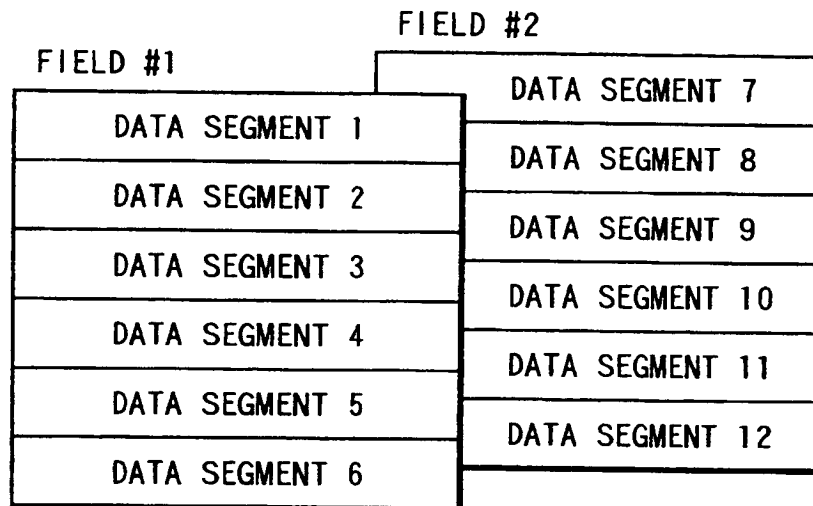 FIELD #1
DATA SEGMENT 1
DATA SEGMENT 2
DATA SEGMENT 3
DATA SEGMENT 4
DATA SEGMENT 5
DATA SEGMENT 6
FIELD #2
DATA SEGMENT 7
DATA SEGMENT 8
DATA SEGMENT 9
DATA SEGMENT 10
DATA SEGMENT 11
DATA SEGMENT 12